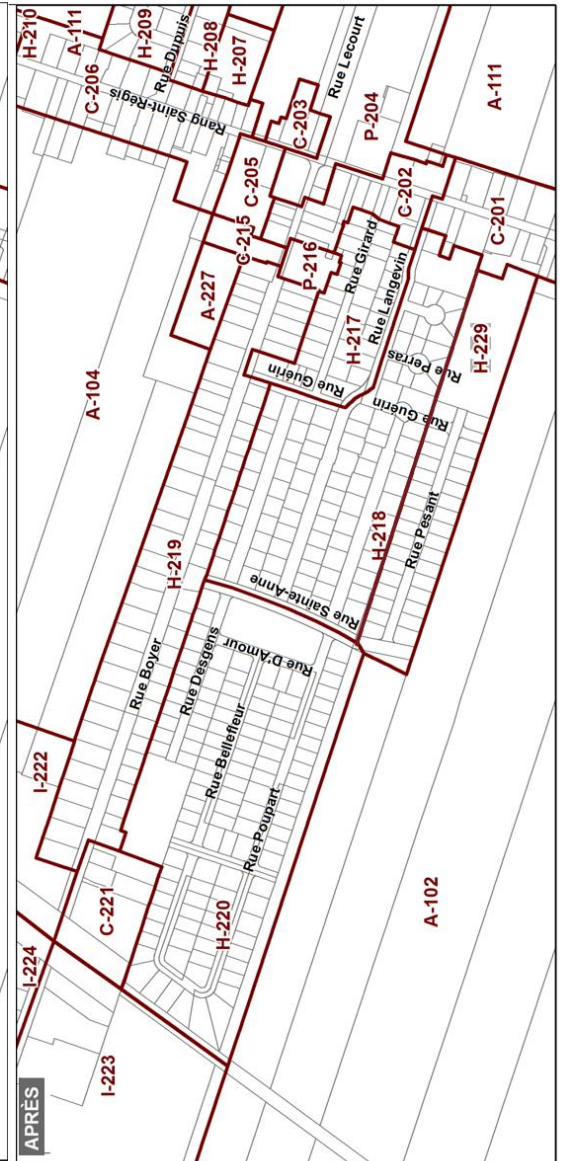 H-210
A-111
H-209
Rue Dupuis
H-208
H-207
C-206
Rang Saint-Régis
C-203
Rue Lecourt
P-204
A-111
C-205
C-202
C-201
C-215
P-216
Rue Girard
Rue Langevin
A-227
H-217
Rue Perras
H-229
Rue Guérin
Rue Guérin
A-104
H-218
Rue Pesant
H-219
Rue Sainte-Anne
Rue D'Amour
Rue Boyer
Rue Desgens
Rue Bellefleur
Rue Poupart
I-222
C-221
H-220
A-102
I-224
I-223
APRÈS